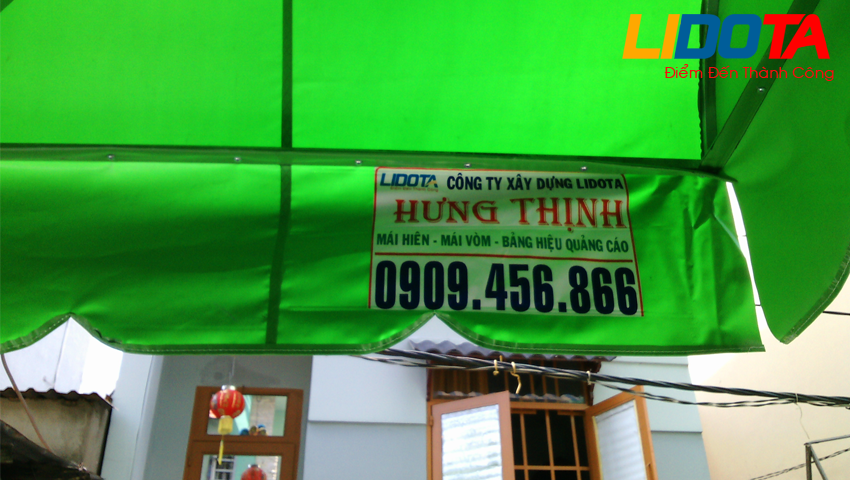 LIDOTA
Điểm Đến Thành Công
LIDOTA CÔNG TY XÂY DỰNG LIDOTA
HƯNG THỊNH
MÁI HIÊN - MÁI VÒM - BẢNG HIỆU QUẢNG CÁO
0909.456.866